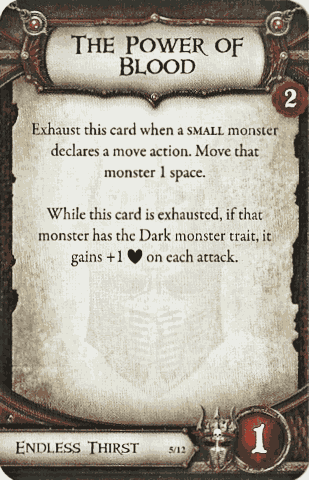 The Power of
Blood
2
Exhaust this card when a SMALL monster
declares a move action. Move that
monster 1 space.
While this card is exhausted, if that
monster has the Dark monster trait, it
gains +1 ♥ on each attack.
Endless Thirst 5/12 1